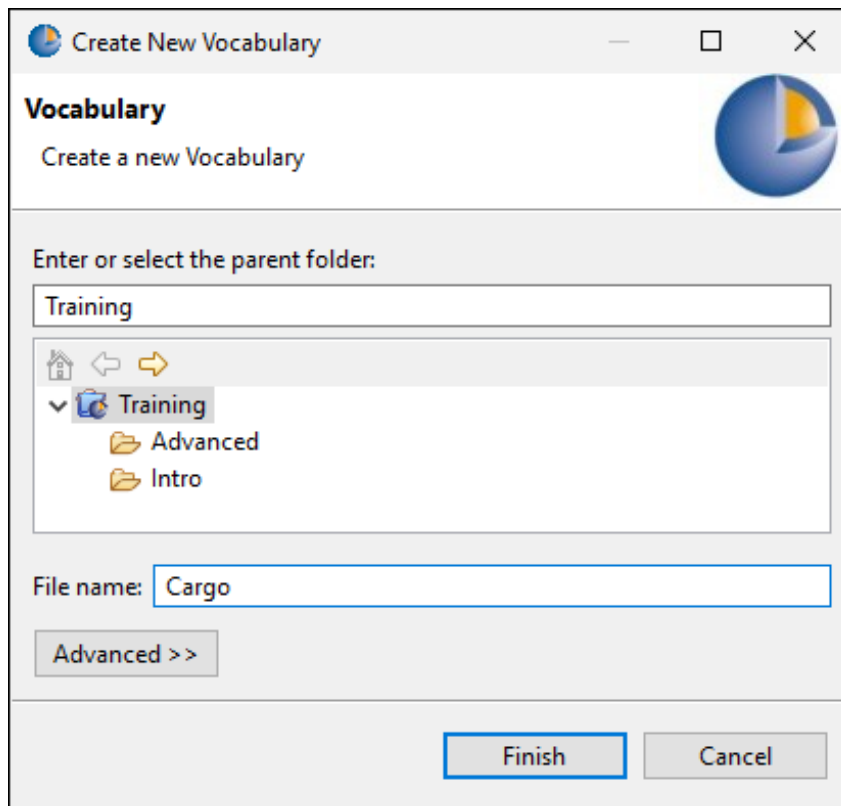 Create New Vocabulary
Vocabulary
Create a new Vocabulary
Enter or select the parent folder:
Training
Training
Advanced
Intro
File name: Cargo
Advanced >>
Finish Cancel